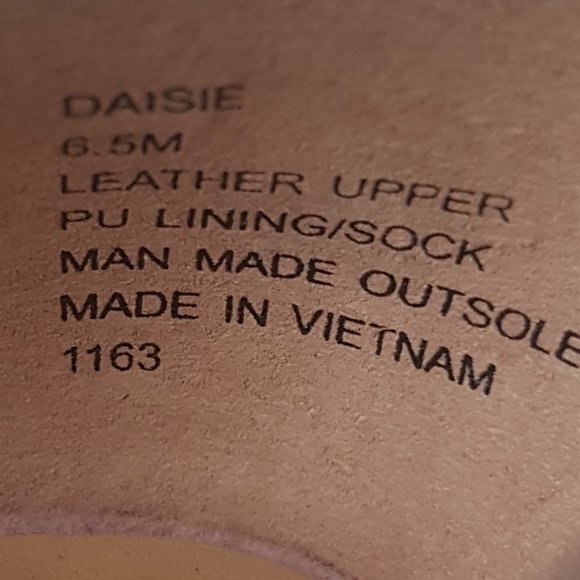 DAISIE
6.5M
LEATHER UPPER
PU LINING/SOCK
MAN MADE OUTSOLE
MADE IN VIETNAM
1163